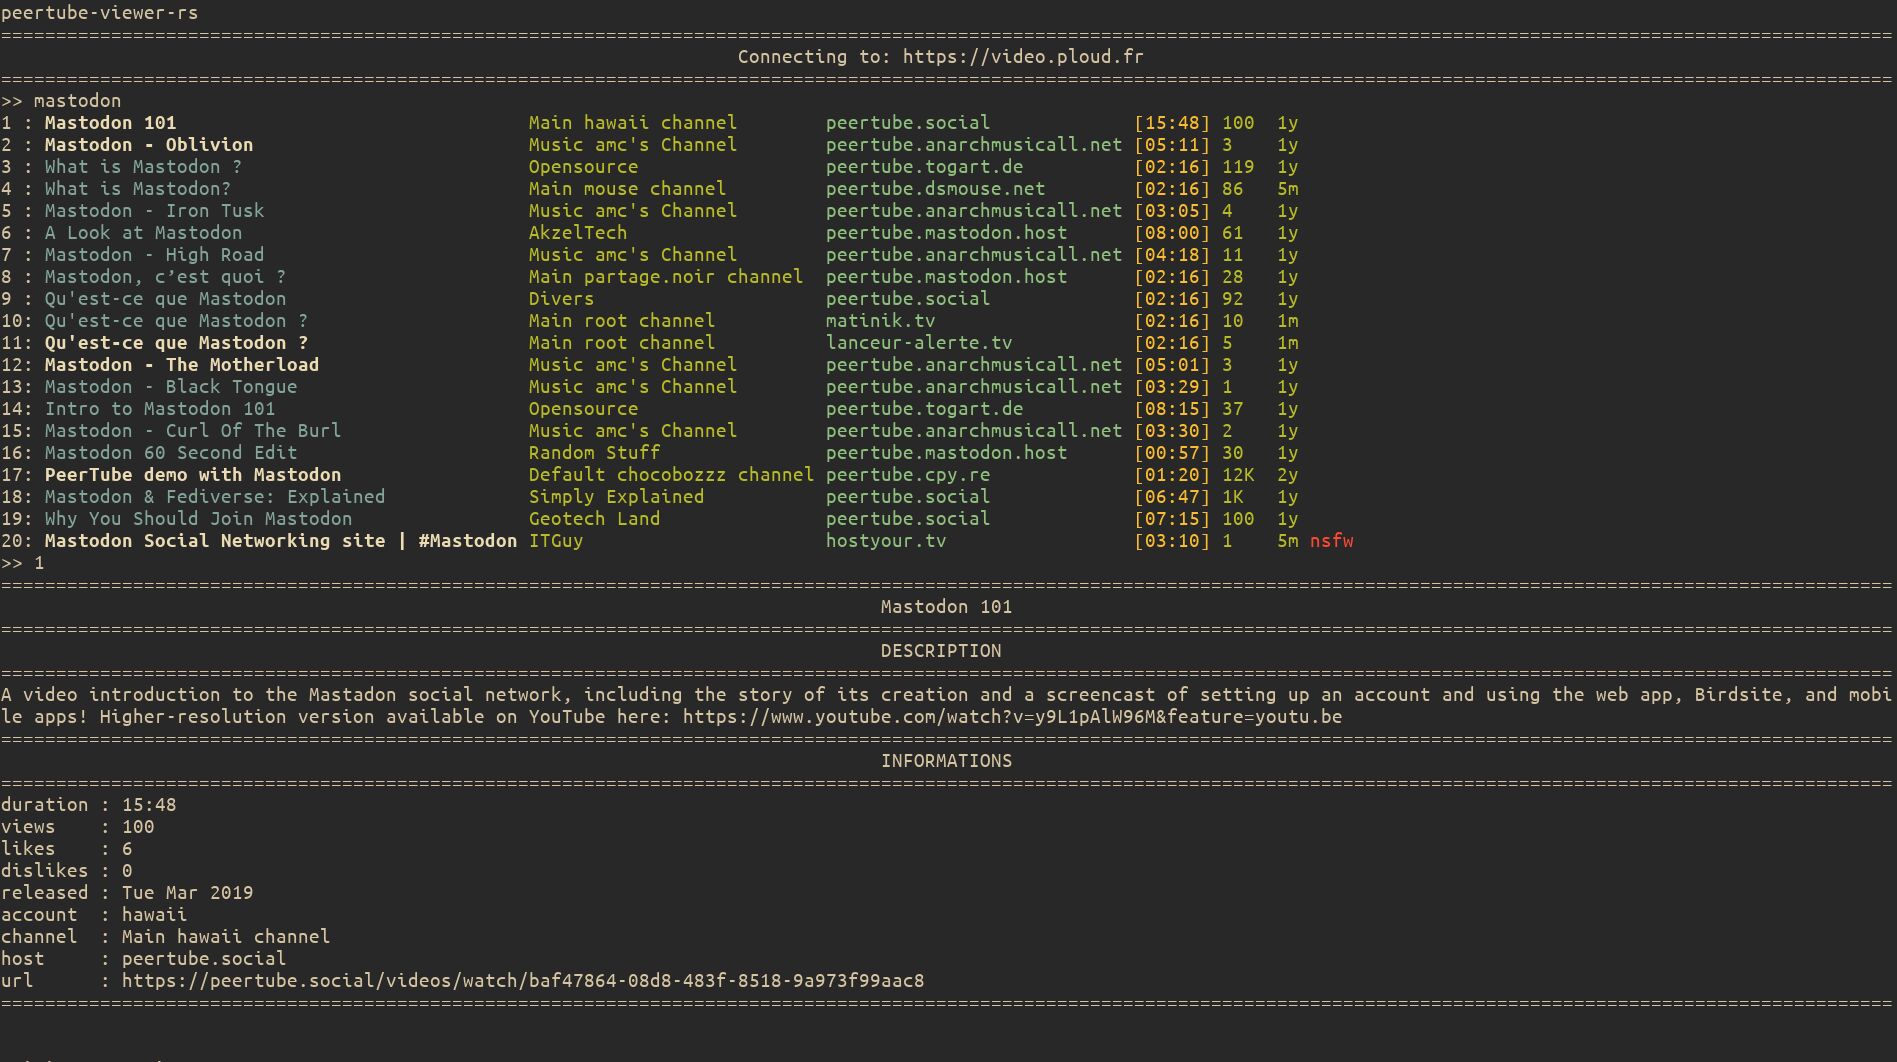 peertube-viewer-rs
============================================================================================================================================================================
Connecting to: https://video.ploud.fr
============================================================================================================================================================================
>> mastodon
1 : Mastodon 101 Main hawaii channel peertube.social [15:48] 100 1y
2 : Mastodon - Oblivion Music amc's Channel peertube.anarchmusicall.net [05:11] 3 1y
3 : What is Mastodon ? Opensource peertube.togart.de [02:16] 119 1y
4 : What is Mastodon? Main mouse channel peertube.dsmouse.net [02:16] 86 5m
5 : Mastodon - Iron Tusk Music amc's Channel peertube.anarchmusicall.net [03:05] 4 1y
6 : A Look at Mastodon AkzelTech peertube.mastodon.host [08:00] 61 1y
7 : Mastodon - High Road Music amc's Channel peertube.anarchmusicall.net [04:18] 11 1y
8 : Mastodon, c’est quoi ? Main partage.noir channel peertube.mastodon.host [02:16] 28 1y
9 : Qu'est-ce que Mastodon Divers peertube.social [02:16] 92 1y
10: Qu'est-ce que Mastodon ? Main root channel matinik.tv [02:16] 10 1m
11: Qu'est-ce que Mastodon ? Main root channel lanceur-alerte.tv [02:16] 5 1m
12: Mastodon - The Motherload Music amc's Channel peertube.anarchmusicall.net [05:01] 3 1y
13: Mastodon - Black Tongue Music amc's Channel peertube.anarchmusicall.net [03:29] 1 1y
14: Intro to Mastodon 101 Opensource peertube.togart.de [08:15] 37 1y
15: Mastodon - Curl Of The Burl Music amc's Channel peertube.anarchmusicall.net [03:30] 2 1y
16: Mastodon 60 Second Edit Random Stuff peertube.mastodon.host [00:57] 30 1y
17: PeerTube demo with Mastodon Default chocobozzz channel peertube.cpy.re [01:20] 12K 2y
18: Mastodon & Fediverse: Explained Simply Explained peertube.social [06:47] 1K 1y
19: Why You Should Join Mastodon Geotech Land peertube.social [07:15] 100 1y
20: Mastodon Social Networking site | #Mastodon ITGuy hostyour.tv [03:10] 1 5m nsfw
>> 1
============================================================================================================================================================================
Mastodon 101
============================================================================================================================================================================
DESCRIPTION
============================================================================================================================================================================
A video introduction to the Mastadon social network, including the story of its creation and a screencast of setting up an account and using the web app, Birdsite, and mobi
le apps! Higher-resolution version available on YouTube here: https://www.youtube.com/watch?v=y9L1pAlW96M&feature=youtu.be
============================================================================================================================================================================
INFORMATIONS
============================================================================================================================================================================
duration : 15:48
views : 100
likes : 6
dislikes : 0
released : Tue Mar 2019
account : hawaii
channel : Main hawaii channel
host : peertube.social
url : https://peertube.social/videos/watch/baf47864-08d8-483f-8518-9a973f99aac8
============================================================================================================================================================================